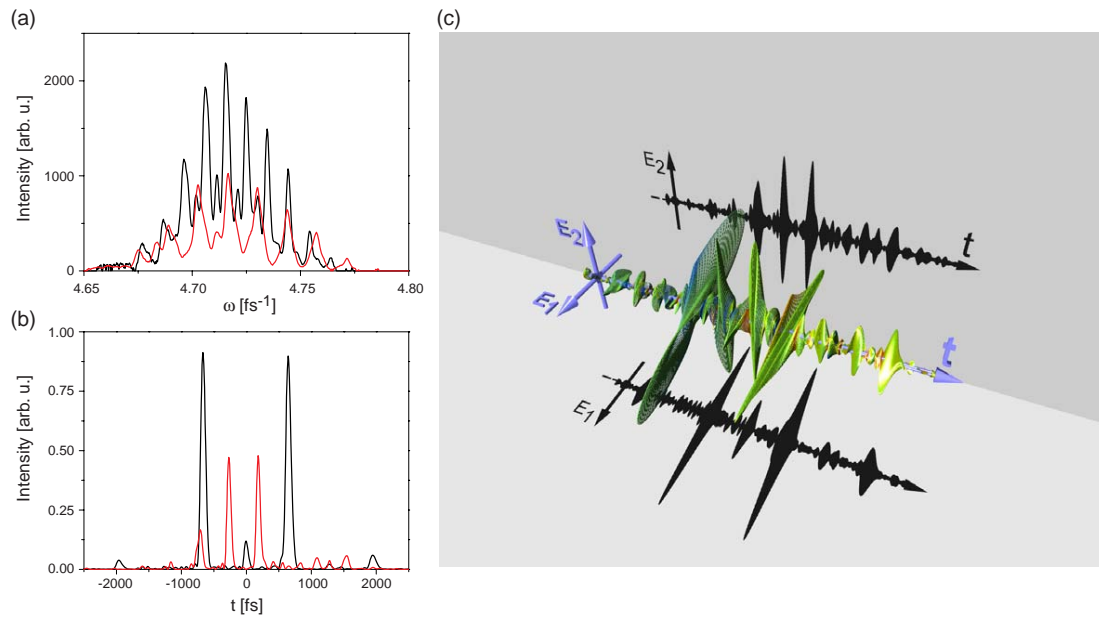 (a)
Intensity [arb. u.]
2000
1000
0
4.65
4.70
4.75
4.80
ω [fs⁻¹]
(b)
Intensity [arb. u.]
1.00
0.75
0.50
0.25
0.00
-2000
-1000
0
1000
2000
t [fs]
(c)
E₂
t
E₂
E₁
t
E₁